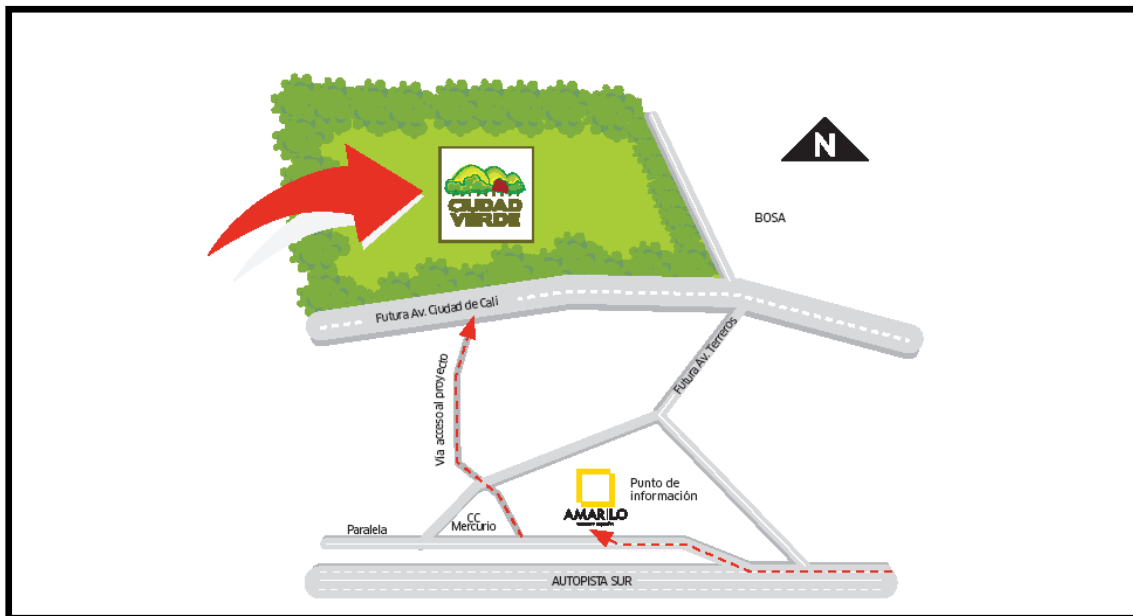 N
CIUDAD
VERDE
BOSA
Futura Av. Ciudad de Cali
Futura Av. Terreros
Vía acceso al proyecto
Punto de
información
AMARILO
CC
Mercurio
Paralela
AUTOPISTA SUR